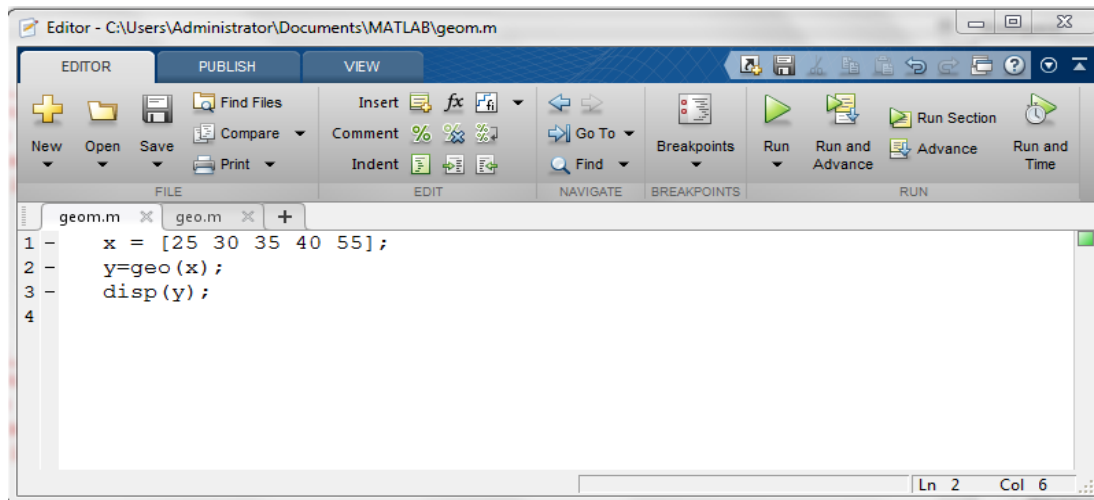 Editor - C:\Users\Administrator\Documents\MATLAB\geom.m
EDITOR PUBLISH VIEW
New
Open
Save
Find Files
Compare
Print
FILE
Insert fx
Comment
Indent
EDIT
Go To
Find
NAVIGATE
Breakpoints
BREAKPOINTS
Run
Run and
Advance
Run Section
Advance
Run and
Time
RUN
geom.m geo.m
1 x = [25 30 35 40 55];
2 y=geo(x);
3 disp(y);
4
Ln 2 Col 6